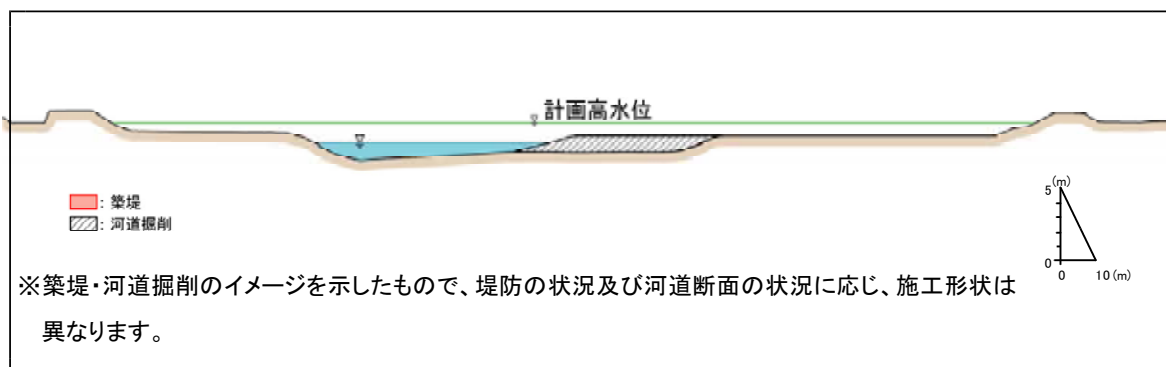 計画高水位
: 築堤
: 河道掘削
(m)
5
0
0 10 (m)
※築堤・河道掘削のイメージを示したもので、堤防の状況及び河道断面の状況に応じ、施工形状は
異なります。